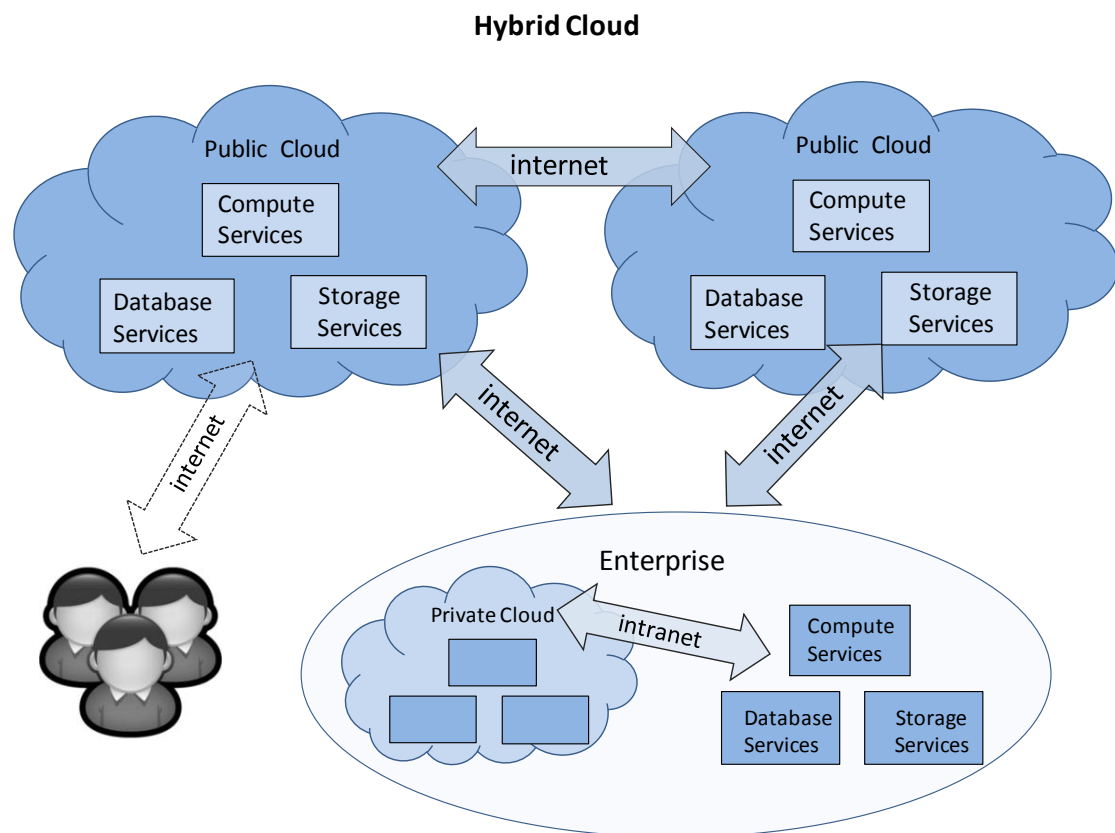 Hybrid Cloud
Public Cloud
Compute
Services
Database
Services
Storage
Services
internet
Public Cloud
Compute
Services
Database
Services
Storage
Services
internet
internet
internet
Enterprise
Private Cloud
intranet
Compute
Services
Database
Services
Storage
Services